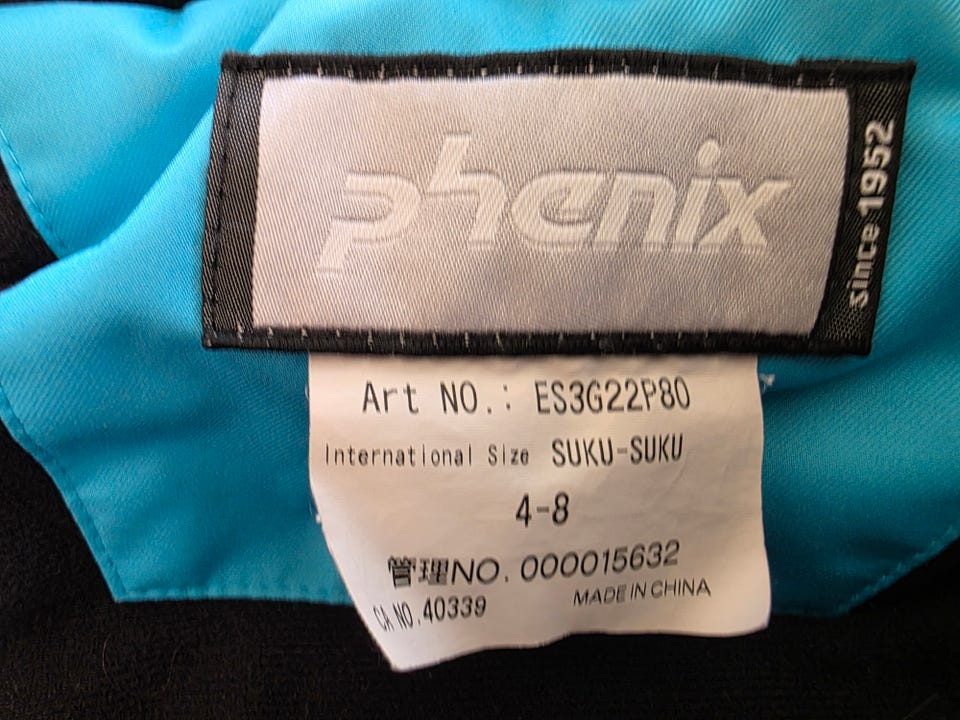 phenix
since 1952
Art NO.: ES3G22P80
International Size SUKU-SUKU
4-8
管理NO. 000015632
CA NO. 40339 MADE IN CHINA